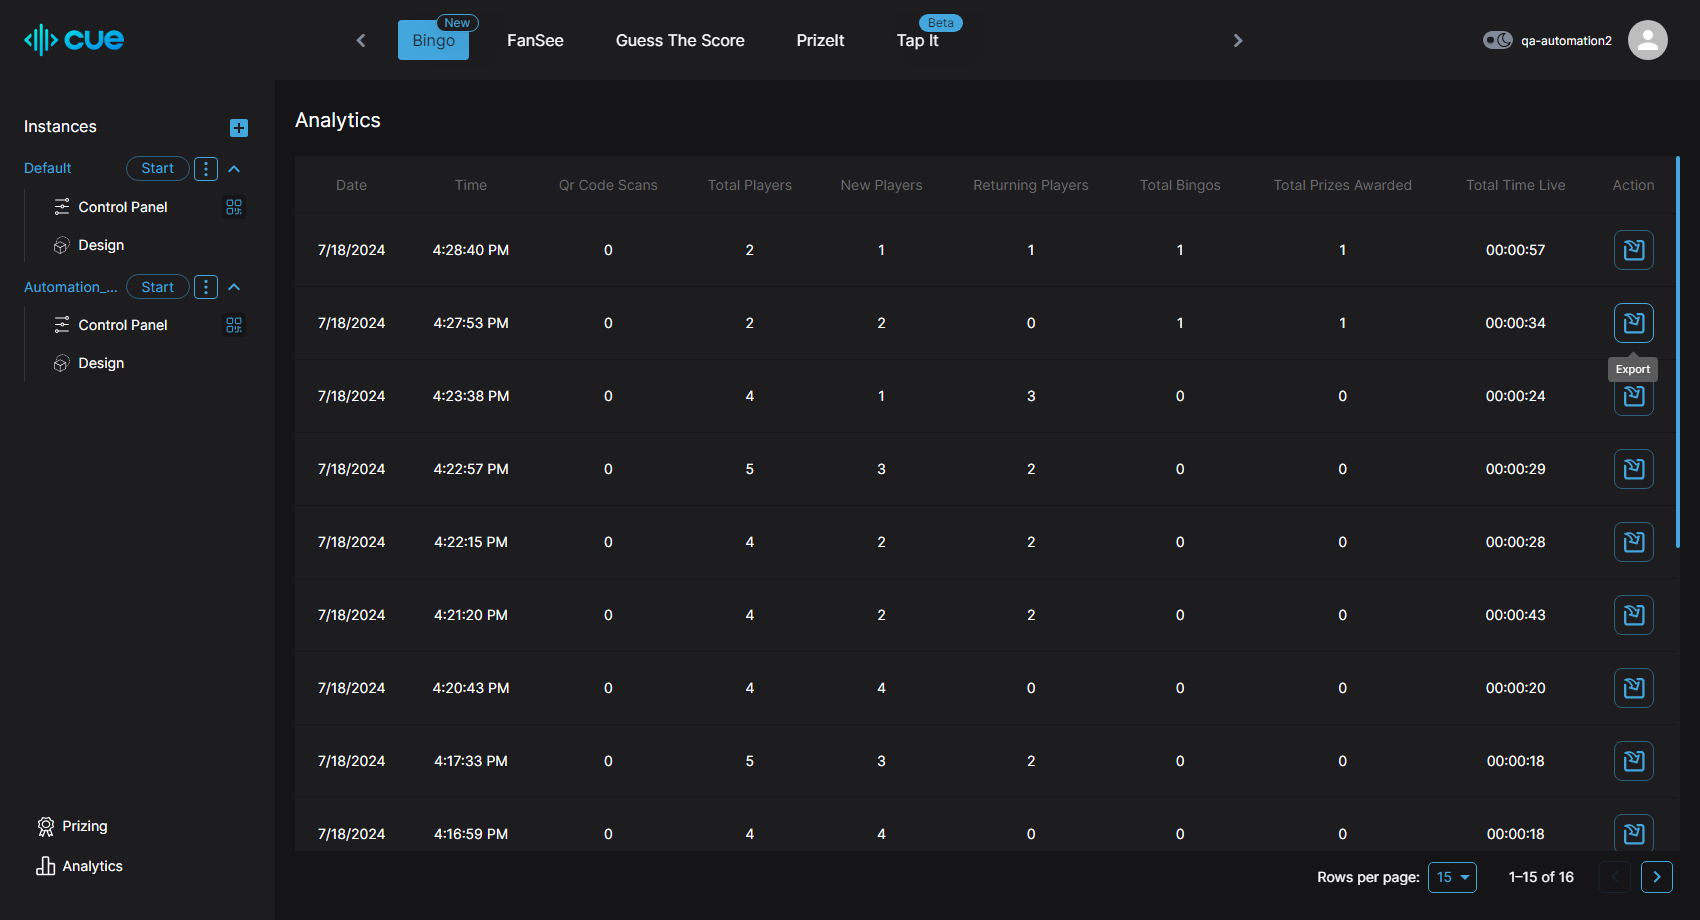 cue
Bingo New FanSee Guess The Score PrizeIt Tap It Beta
qa-automation2
Instances
Default Start
Control Panel
Design
Automation_... Start
Control Panel
Design
Prizing
Analytics
Analytics
Date Time Qr Code Scans Total Players New Players Returning Players Total Bingos Total Prizes Awarded Total Time Live Action
7/18/2024 4:28:40 PM 0 2 1 1 1 1 00:00:57
7/18/2024 4:27:53 PM 0 2 2 0 1 1 00:00:34
Export
7/18/2024 4:23:38 PM 0 4 1 3 0 0 00:00:24
7/18/2024 4:22:57 PM 0 5 3 2 0 0 00:00:29
7/18/2024 4:22:15 PM 0 4 2 2 0 0 00:00:28
7/18/2024 4:21:20 PM 0 4 2 2 0 0 00:00:43
7/18/2024 4:20:43 PM 0 4 4 0 0 0 00:00:20
7/18/2024 4:17:33 PM 0 5 3 2 0 0 00:00:18
7/18/2024 4:16:59 PM 0 4 4 0 0 0 00:00:18
Rows per page: 15 1–15 of 16